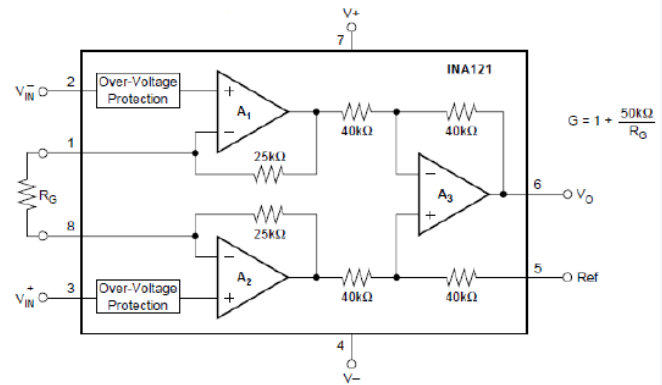 V+
7
INA121
2
Over-Voltage
Protection
V−IN
+
−
A1
40kΩ
40kΩ
G = 1 + 50kΩ
RG
1
25kΩ
−
+
A3
6
VO
RG
8
25kΩ
−
+
A2
5
Ref
V+IN
3
Over-Voltage
Protection
40kΩ
40kΩ
4
V−